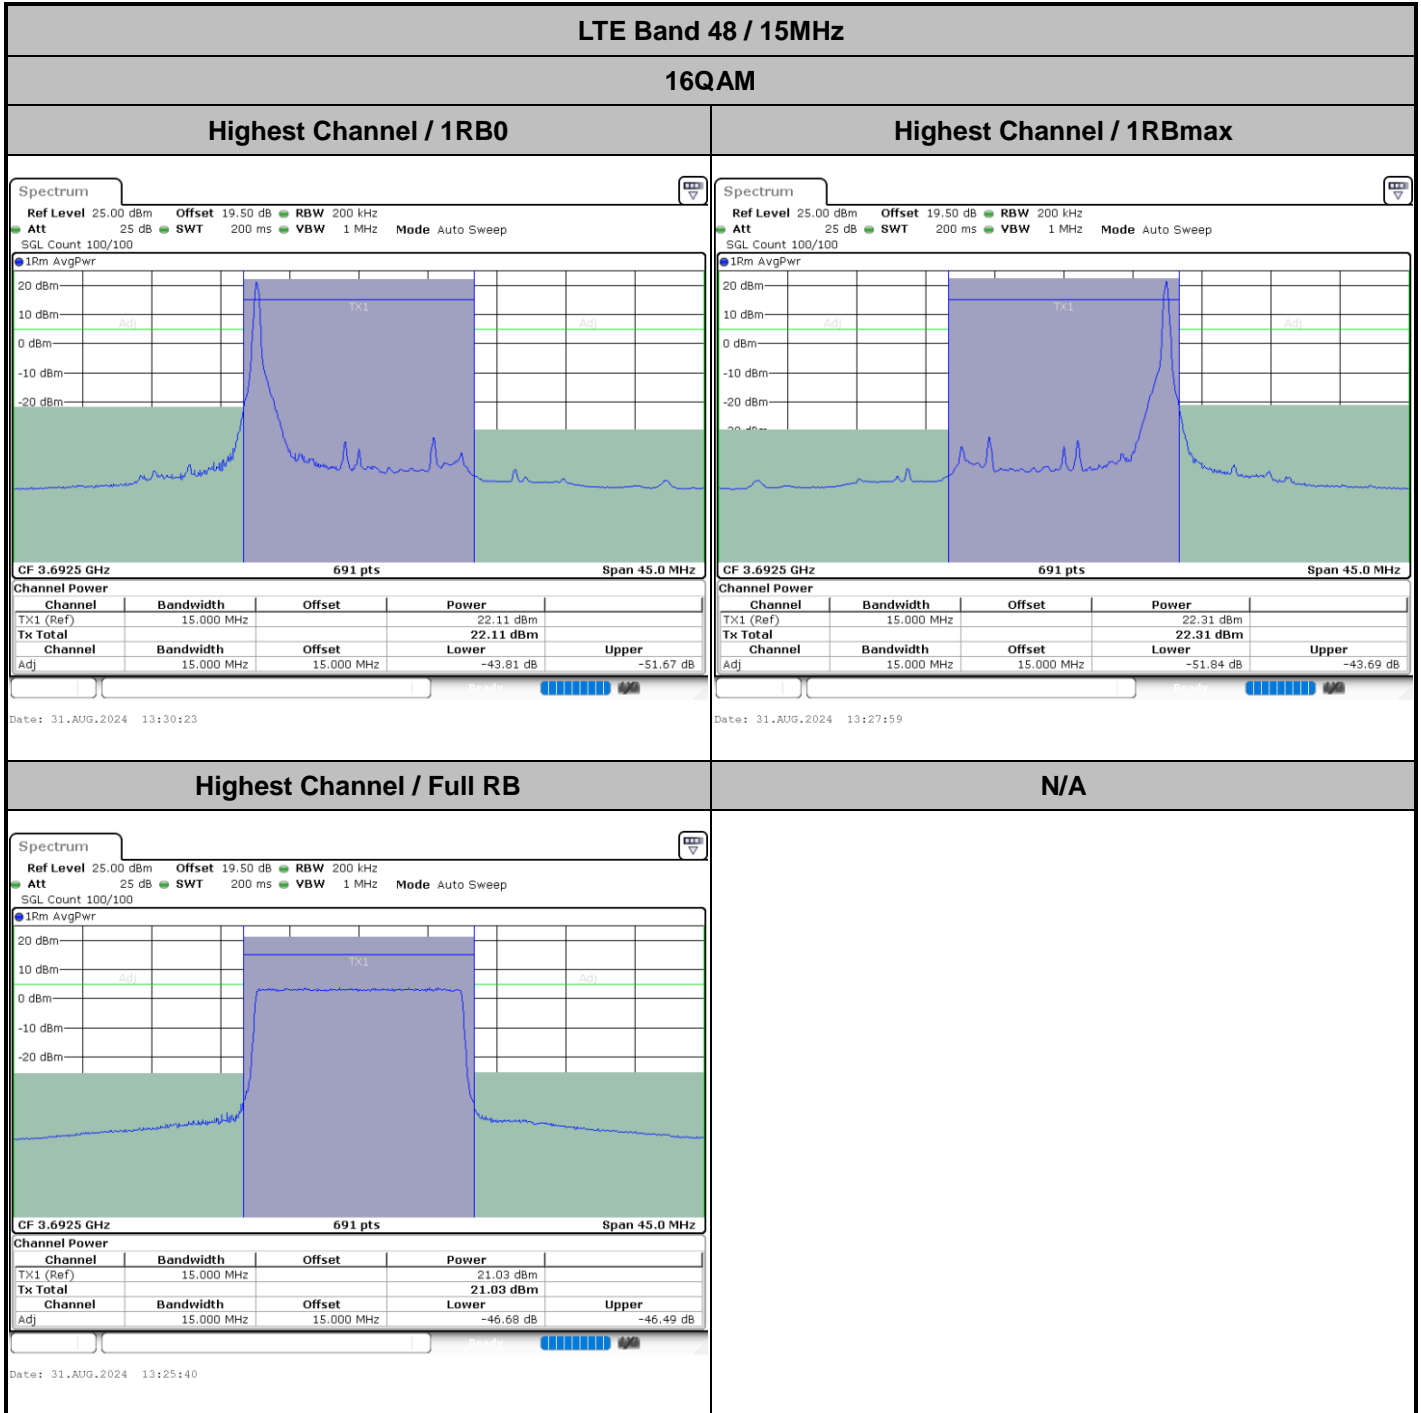 LTE Band 48 / 15MHz
16QAM
Highest Channel / 1RB0
Highest Channel / 1RBmax
Spectrum
Ref Level 25.00 dBm Offset 19.50 dB RBW 200 kHz
Att 25 dB SWT 200 ms VBW 1 MHz Mode Auto Sweep
SGL Count 100/100
1Rm AvgPwr
20 dBm
10 dBm
0 dBm
-10 dBm
-20 dBm
Adj
TX1
Adj
CF 3.6925 GHz 691 pts Span 45.0 MHz
Channel Power
Channel Bandwidth Offset Power
TX1 (Ref) 15.000 MHz 22.11 dBm
Tx Total 22.11 dBm
Channel Bandwidth Offset Lower Upper
Adj 15.000 MHz 15.000 MHz -43.81 dB -51.67 dB
Ready
Date: 31.AUG.2024 13:30:23
Spectrum
Ref Level 25.00 dBm Offset 19.50 dB RBW 200 kHz
Att 25 dB SWT 200 ms VBW 1 MHz Mode Auto Sweep
SGL Count 100/100
1Rm AvgPwr
20 dBm
10 dBm
0 dBm
-10 dBm
-20 dBm
-30 dBm
Adj
TX1
Adj
CF 3.6925 GHz 691 pts Span 45.0 MHz
Channel Power
Channel Bandwidth Offset Power
TX1 (Ref) 15.000 MHz 22.31 dBm
Tx Total 22.31 dBm
Channel Bandwidth Offset Lower Upper
Adj 15.000 MHz 15.000 MHz -51.84 dB -43.69 dB
Ready
Date: 31.AUG.2024 13:27:59
Highest Channel / Full RB
N/A
Spectrum
Ref Level 25.00 dBm Offset 19.50 dB RBW 200 kHz
Att 25 dB SWT 200 ms VBW 1 MHz Mode Auto Sweep
SGL Count 100/100
1Rm AvgPwr
20 dBm
10 dBm
0 dBm
-10 dBm
-20 dBm
Adj
TX1
Adj
CF 3.6925 GHz 691 pts Span 45.0 MHz
Channel Power
Channel Bandwidth Offset Power
TX1 (Ref) 15.000 MHz 21.03 dBm
Tx Total 21.03 dBm
Channel Bandwidth Offset Lower Upper
Adj 15.000 MHz 15.000 MHz -46.68 dB -46.49 dB
Ready
Date: 31.AUG.2024 13:25:40